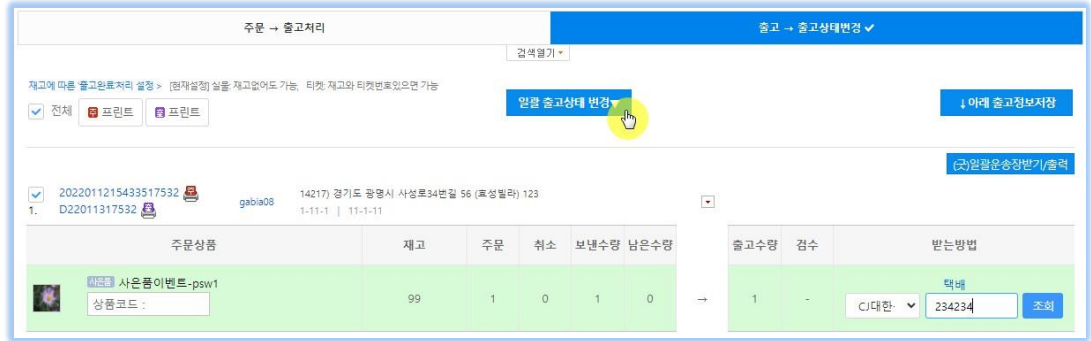 주문 → 출고처리
출고 → 출고상태변경 ✔
검색열기
재고에 따른 '출고완료'처리 설정 > [현재설정] 실물: 재고없어도 가능, 티켓: 재고와 티켓번호있으면 가능
전체 주 프린트 출 프린트
일괄 출고상태 변경▼
↓아래 출고정보저장
(굿)일괄운송장받기/출력
2022011215433517532 주
1. D22011317532 출
gabia08
14217) 경기도 광명시 사성로34번길 56 (효성빌라) 123
1-11-1 | 11-1-11
주문상품 재고 주문 취소 보낸수량 남은수량 출고수량 검수 받는방법
사은품 사은품이벤트-psw1
상품코드 :
99 1 0 1 0 → 1 -
택배
CJ대한· 234234 조회